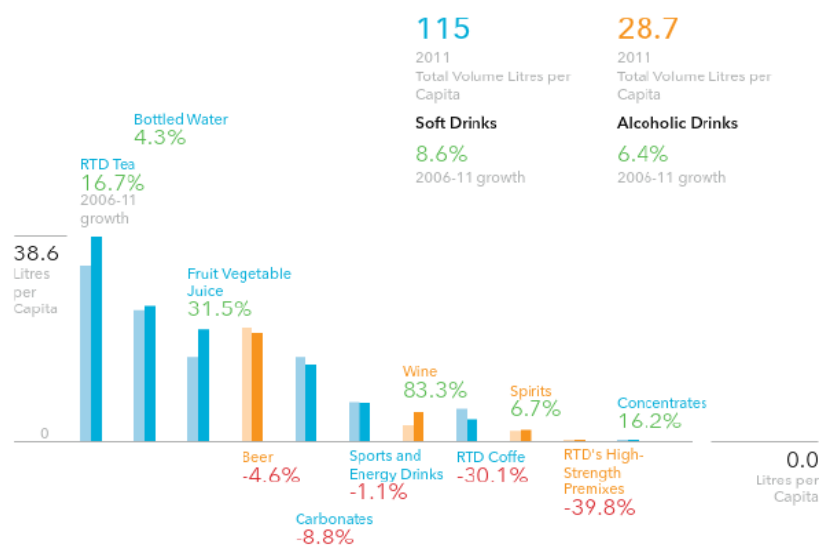 115
2011
Total Volume Litres per
Capita
Soft Drinks
8.6%
2006-11 growth
28.7
2011
Total Volume Litres per
Capita
Alcoholic Drinks
6.4%
2006-11 growth
Bottled Water
4.3%
RTD Tea
16.7%
2006-11
growth
38.6
Litres
per
Capita
0
Fruit Vegetable
Juice
31.5%
Wine
83.3%
Spirits
6.7%
Concentrates
16.2%
Beer
-4.6%
Carbonates
-8.8%
Sports and
Energy Drinks
-1.1%
RTD Coffe
-30.1%
RTD's High-
Strength
Premixes
-39.8%
0.0
Litres per
Capita